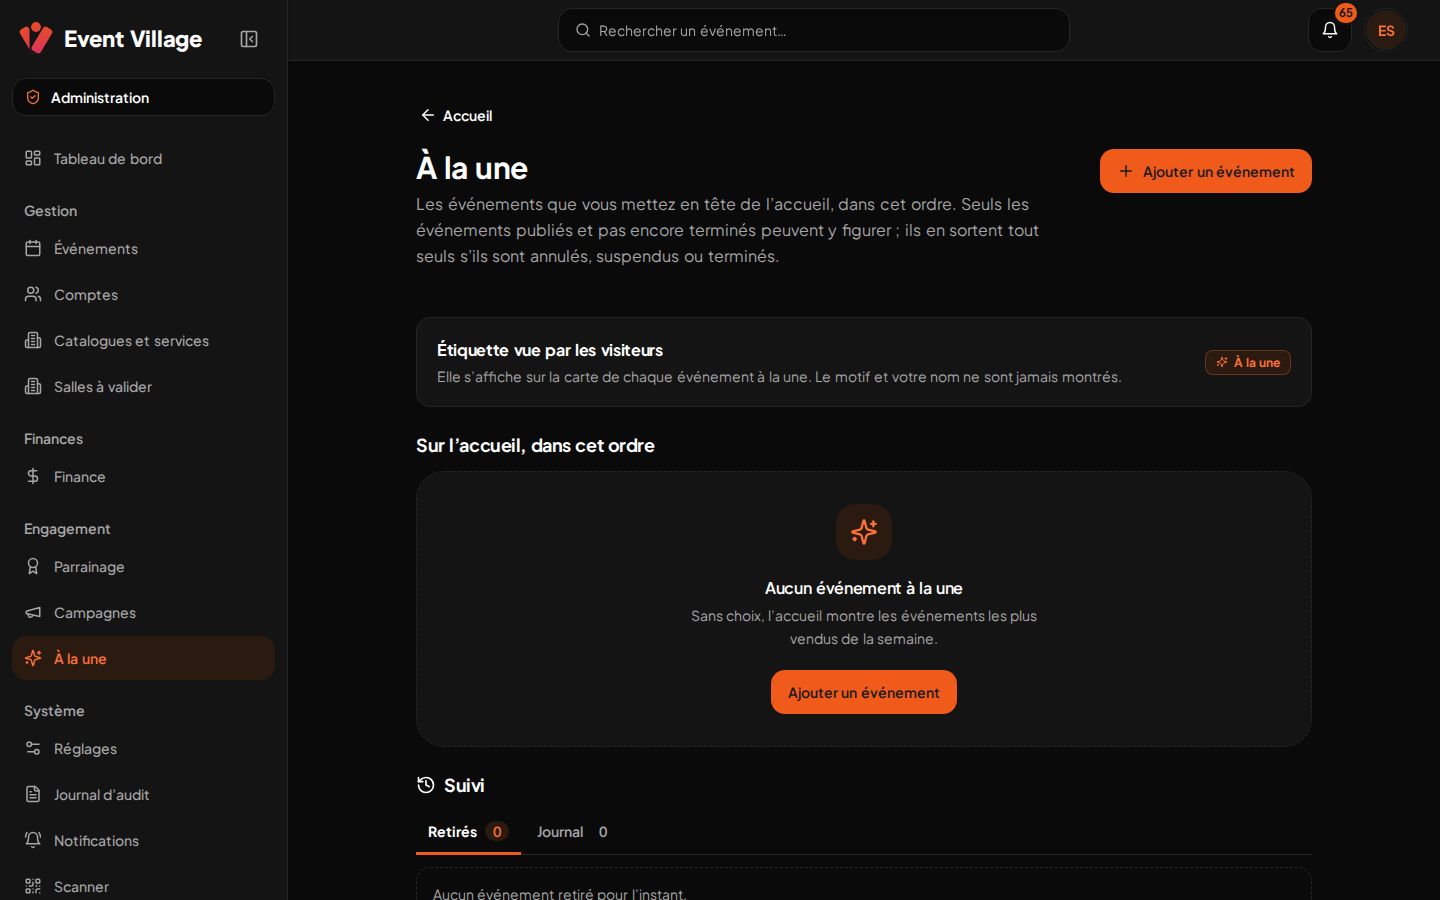 Event Village
Rechercher un événement…
65
ES
Administration
Tableau de bord
Gestion
Événements
Comptes
Catalogues et services
Salles à valider
Finances
Finance
Engagement
Parrainage
Campagnes
À la une
Système
Réglages
Journal d’audit
Notifications
Scanner
Accueil
À la une
Ajouter un événement
Les événements que vous mettez en tête de l’accueil, dans cet ordre. Seuls les
événements publiés et pas encore terminés peuvent y figurer ; ils en sortent tout
seuls s’ils sont annulés, suspendus ou terminés.
Étiquette vue par les visiteurs
Elle s’affiche sur la carte de chaque événement à la une. Le motif et votre nom ne sont jamais montrés.
À la une
Sur l’accueil, dans cet ordre
Aucun événement à la une
Sans choix, l’accueil montre les événements les plus
vendus de la semaine.
Ajouter un événement
Suivi
Retirés 0 Journal 0
Aucun événement retiré pour l’instant.